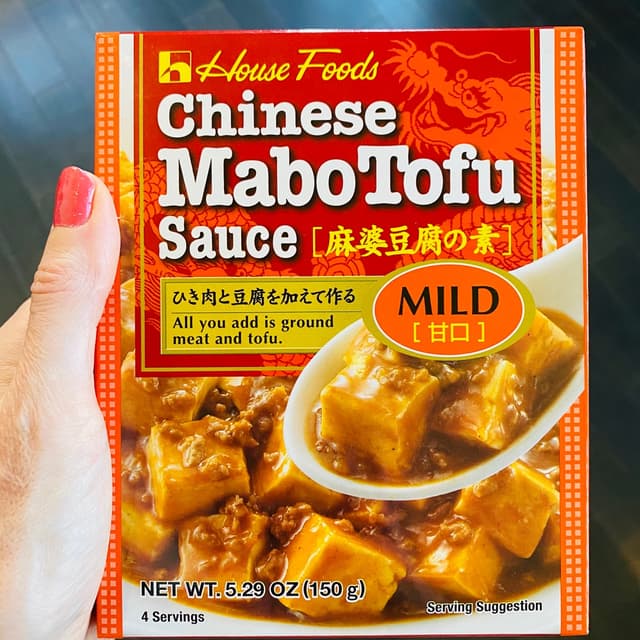 House Foods
Chinese
Mabo Tofu
Sauce [麻婆豆腐の素]
ひき肉と豆腐を加えて作る
All you add is ground
meat and tofu.
MILD
[甘口]
NET WT. 5.29 OZ (150 g)
4 Servings
Serving Suggestion